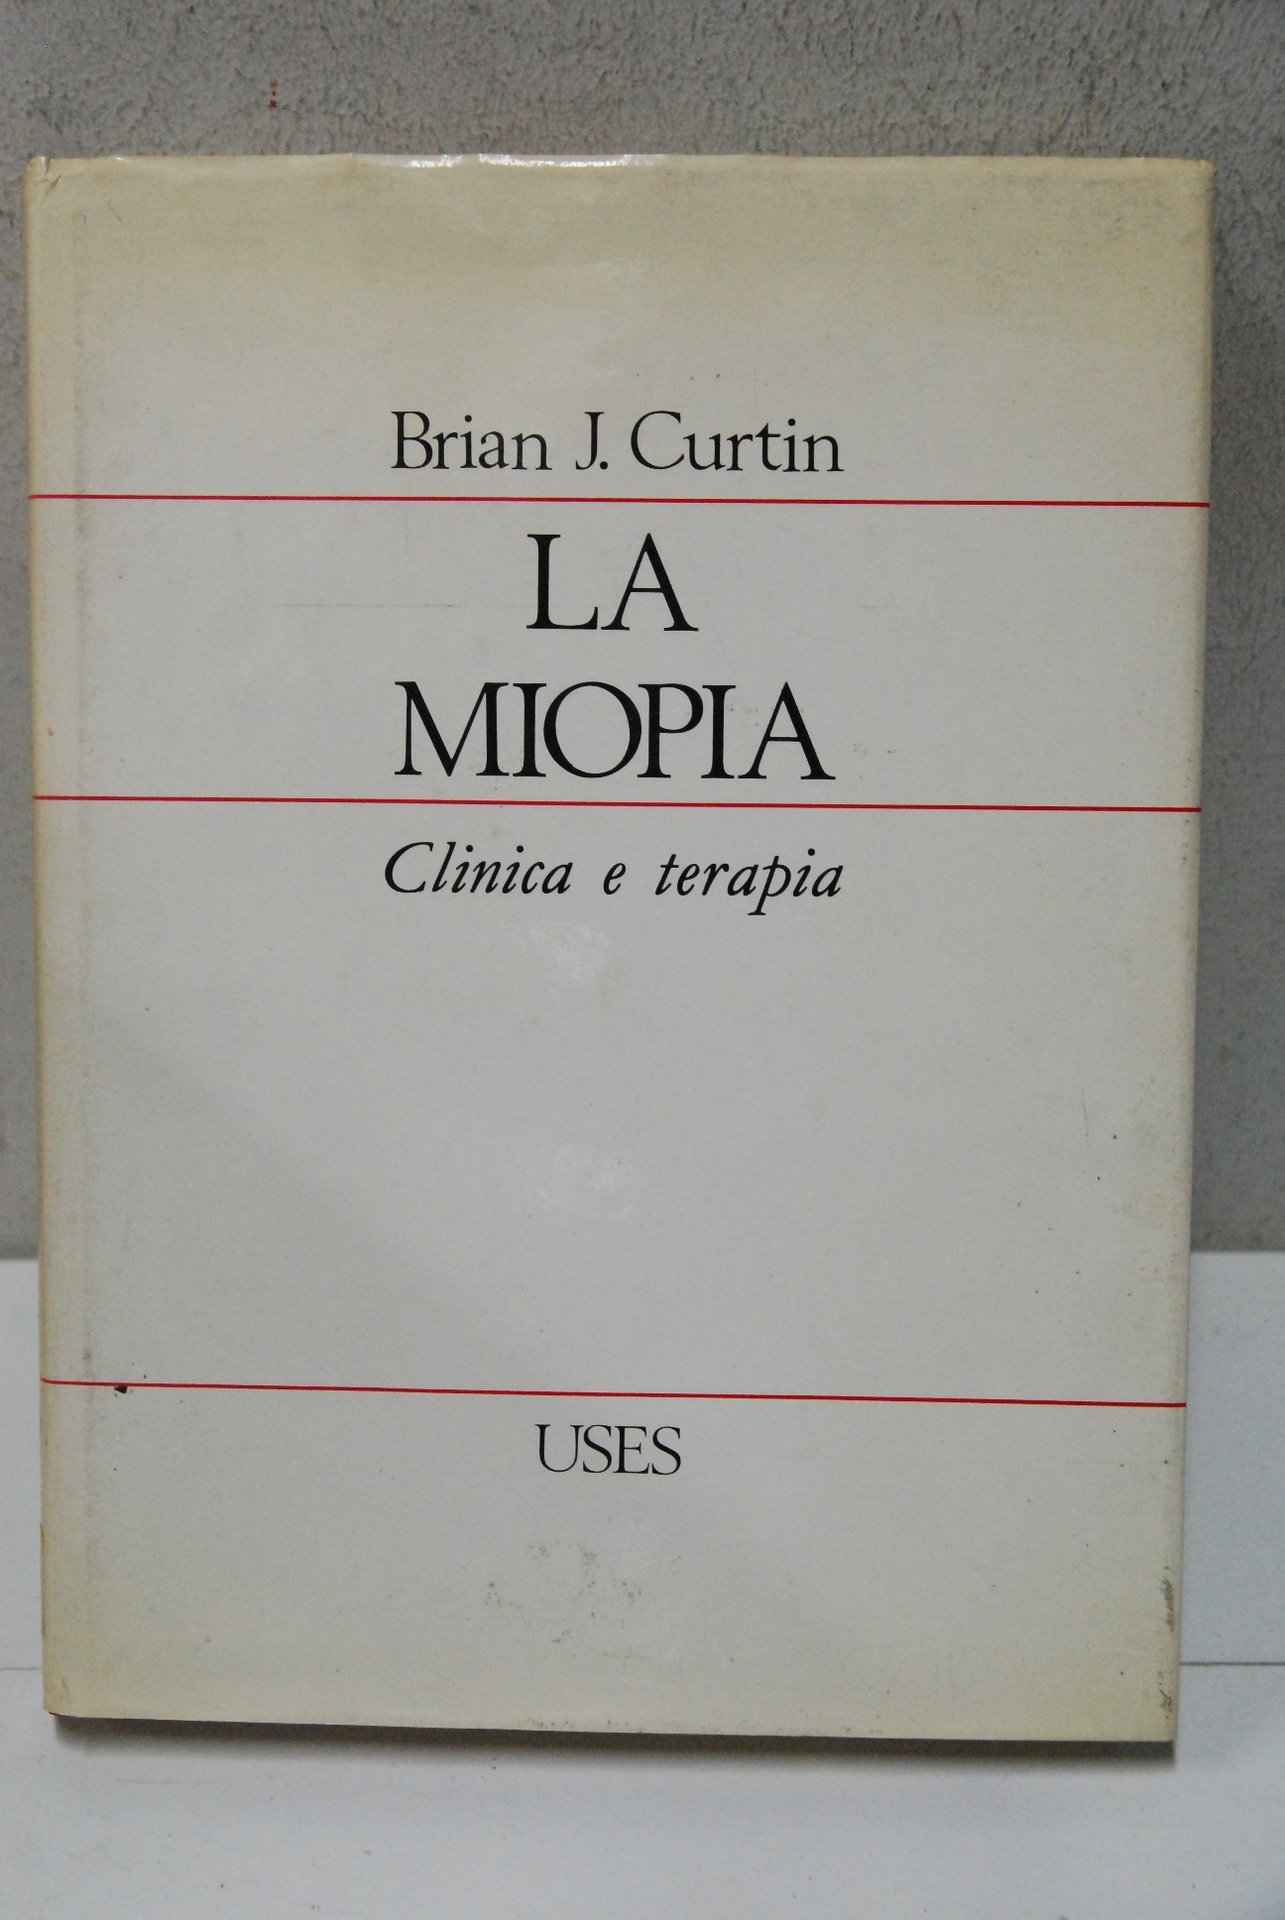 Brian J. Curtin
LA
MIOPIA
Clinica e terapia
USES